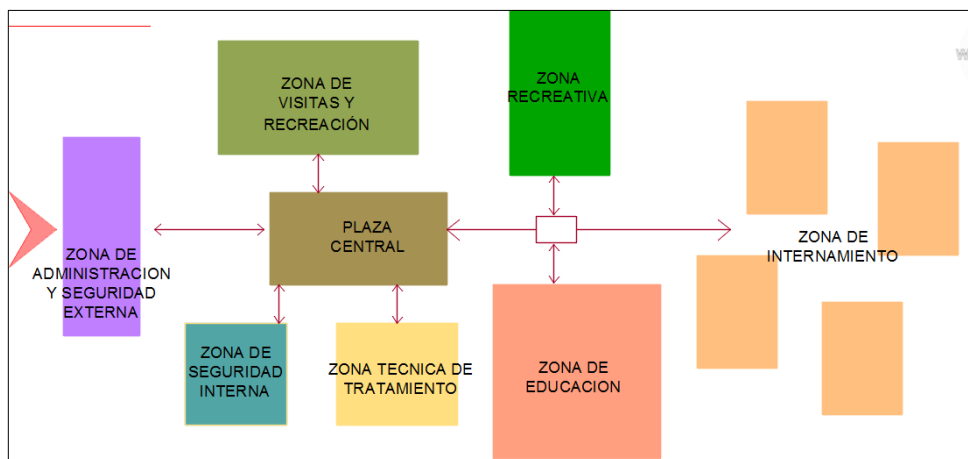 ZONA DE
VISITAS Y
RECREACIÓN
ZONA
RECREATIVA
PLAZA
CENTRAL
ZONA DE
ADMINISTRACION
Y SEGURIDAD
EXTERNA
ZONA DE
INTERNAMIENTO
ZONA DE
SEGURIDAD
INTERNA
ZONA TECNICA DE
TRATAMIENTO
ZONA DE
EDUCACION